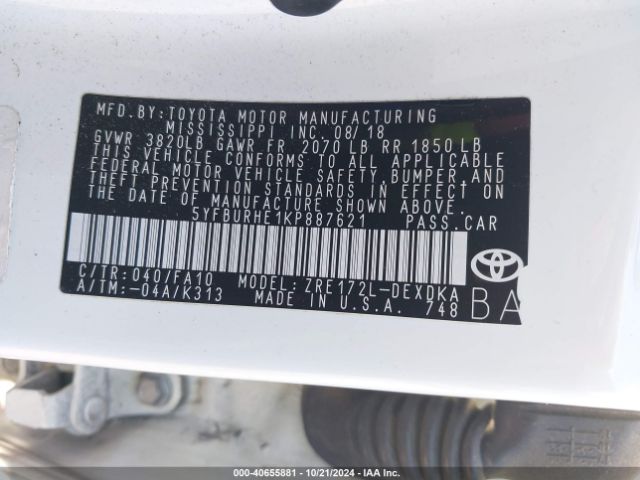 MFD.BY:TOYOTA MOTOR MANUFACTURING
MISSISSIPPI INC. 08/18
GVWR 3820LB GAWR FR 2070 LB RR 1850 LB
THIS VEHICLE CONFORMS TO ALL APPLICABLE
FEDERAL MOTOR VEHICLE SAFETY, BUMPER, AND
THEFT PREVENTION STANDARDS IN EFFECT ON
THE DATE OF MANUFACTURE SHOWN ABOVE.
5YFBURHE1KP887621 PASS.CAR
C/TR:040/FA10 MODEL:ZRE172L-DEXDKA
A/TM:-04A/K313 MADE IN U.S.A. 748
BA
000-40655881 | 10/21/2024 | IAA Inc.